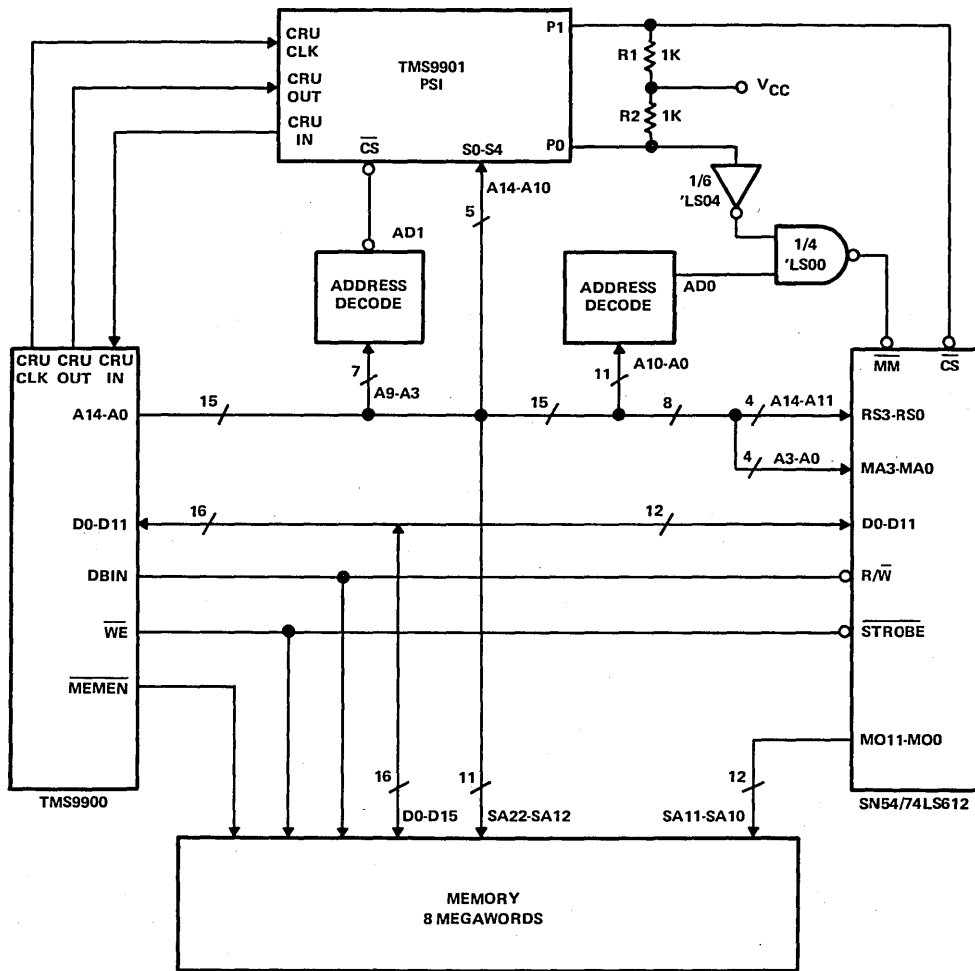 CRU
CLK
CRU
OUT
CRU
IN
TMS9901
PSI
CS
S0-S4
P1
P0
R1 1K
R2 1K
VCC
1/6
'LS04
1/4
'LS00
A14-A10
5
AD1
ADDRESS
DECODE
ADDRESS
DECODE
AD0
7
A9-A3
11
A10-A0
CRU CRU CRU
CLK OUT IN
MM
CS
A14-A0
15
15
8
4 A14-A11
RS3-RS0
4 A3-A0
MA3-MA0
D0-D11
16
12
D0-D11
DBIN
R/W
WE
STROBE
MEMEN
MO11-MO0
TMS9900
16
D0-D15
11
SA22-SA12
12
SA11-SA10
SN54/74LS612
MEMORY
8 MEGAWORDS